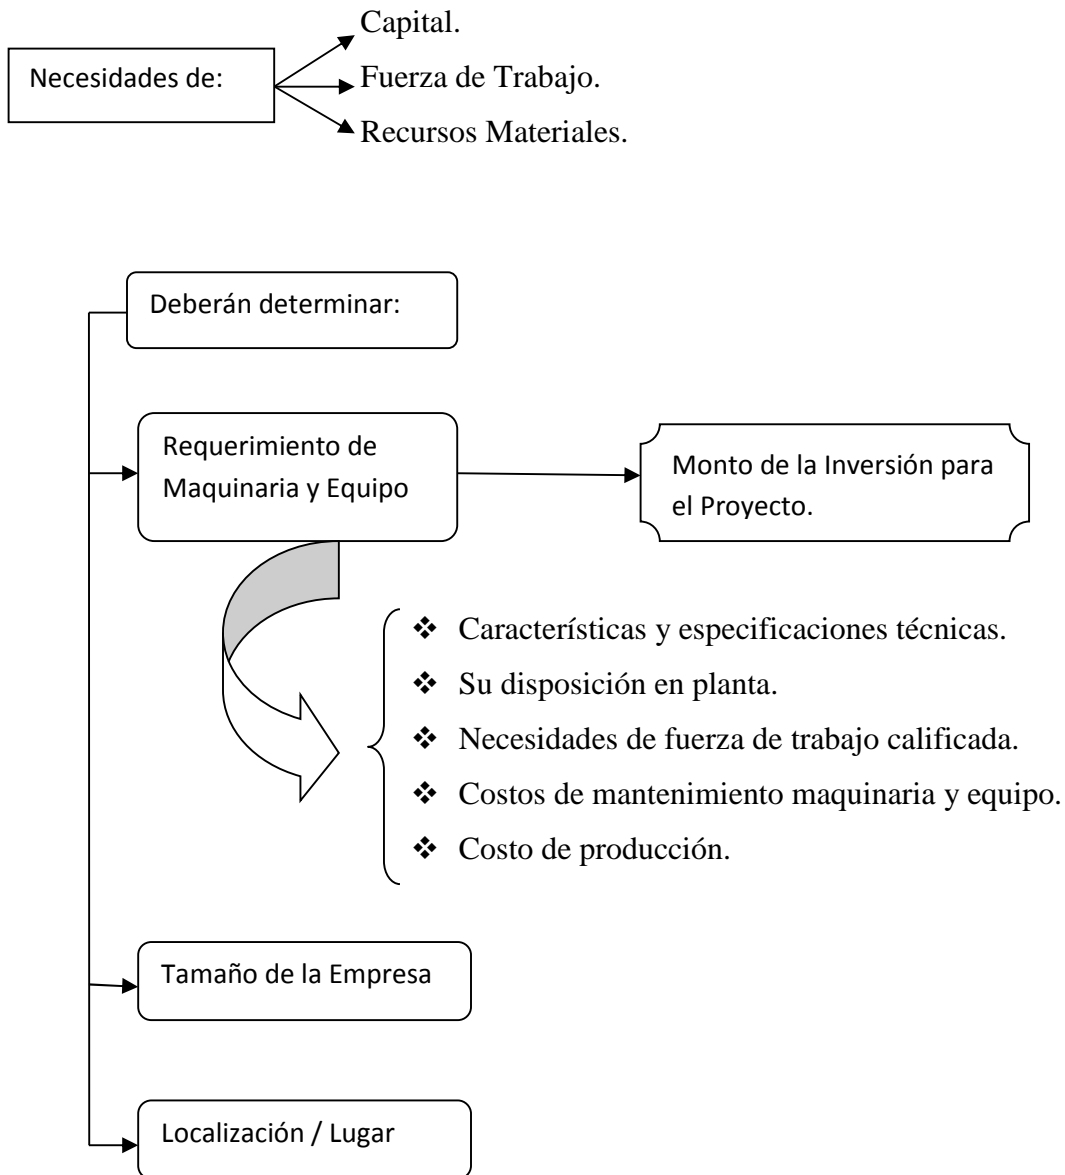 Capital.
Necesidades de:
Fuerza de Trabajo.
Recursos Materiales.
Deberán determinar:
Requerimiento de
Maquinaria y Equipo
Monto de la Inversión para
el Proyecto.
❖ Características y especificaciones técnicas.
❖ Su disposición en planta.
❖ Necesidades de fuerza de trabajo calificada.
❖ Costos de mantenimiento maquinaria y equipo.
❖ Costo de producción.
Tamaño de la Empresa
Localización / Lugar